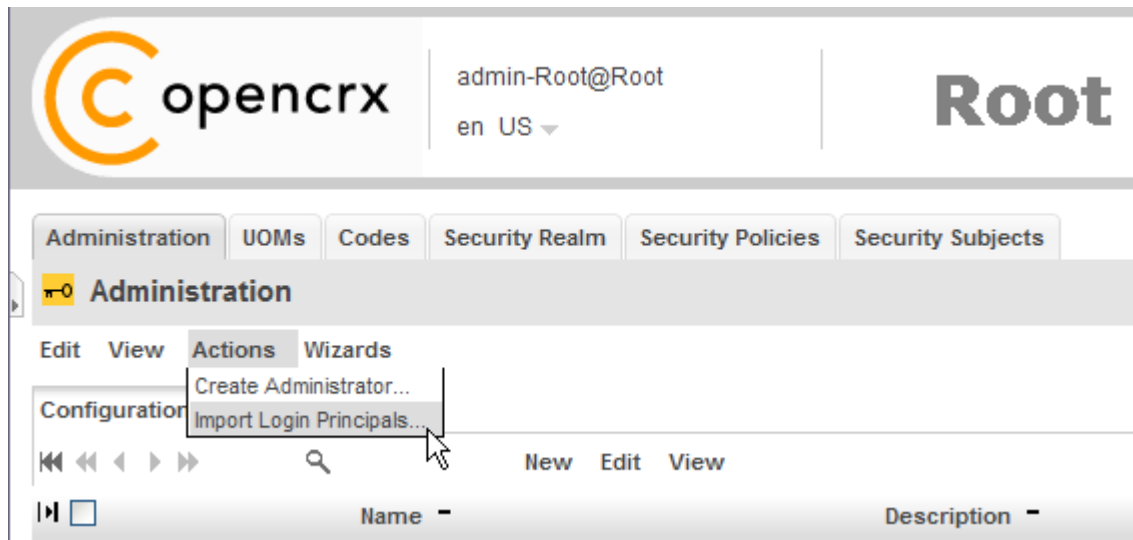 opencrx
admin-Root@Root
en US
Root
Administration UOMs Codes Security Realm Security Policies Security Subjects
Administration
Edit View Actions Wizards
Create Administrator...
Configuration
Import Login Principals...
New Edit View
Name Description